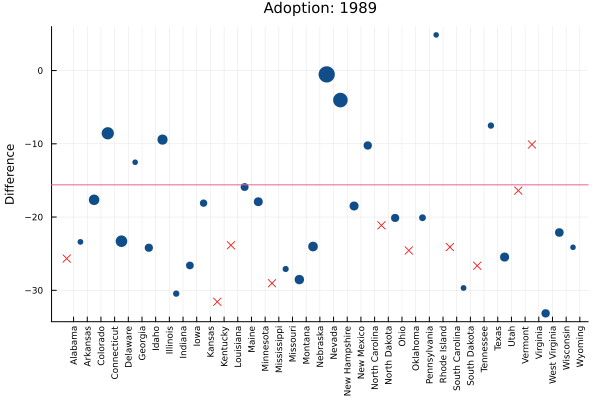 Adoption: 1989
Difference
0
−10
−20
−30
Alabama
Arkansas
Colorado
Connecticut
Delaware
Georgia
Idaho
Illinois
Indiana
Iowa
Kansas
Kentucky
Louisiana
Maine
Minnesota
Mississippi
Missouri
Montana
Nebraska
Nevada
New Hampshire
New Mexico
North Carolina
North Dakota
Ohio
Oklahoma
Pennsylvania
Rhode Island
South Carolina
South Dakota
Tennessee
Texas
Utah
Vermont
Virginia
West Virginia
Wisconsin
Wyoming